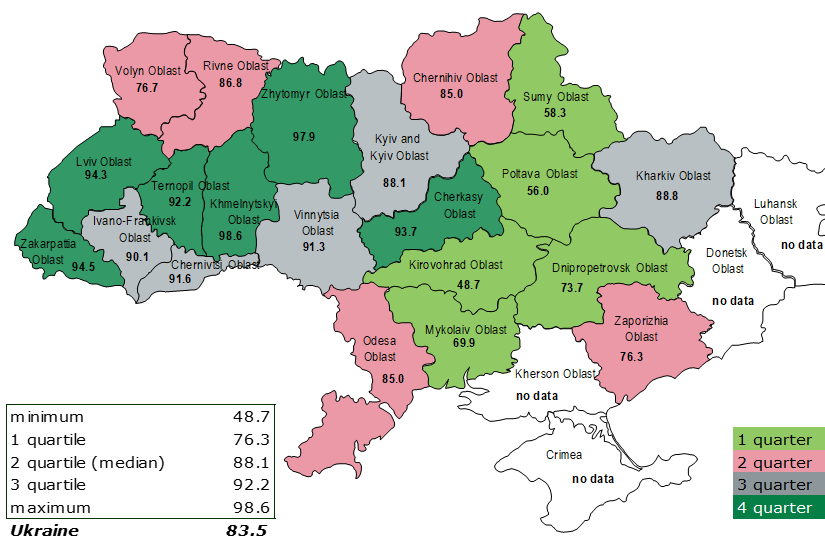 Volyn Oblast
76.7
Rivne Oblast
86.8
Zhytomyr Oblast
97.9
Chernihiv Oblast
85.0
Sumy Oblast
58.3
Kyiv and
Kyiv Oblast
88.1
Lviv Oblast
94.3
Ternopil Oblast
92.2
Khmelnytskyi
Oblast
98.6
Poltava Oblast
56.0
Kharkiv Oblast
88.8
Luhansk
Oblast
no data
Cherkasy
Oblast
93.7
Vinnytsia
Oblast
91.3
Ivano-Frankivsk
Oblast
90.1
Zakarpattia
Oblast
94.5
Chernivtsi Oblast
91.6
Kirovohrad Oblast
48.7
Dnipropetrovsk Oblast
73.7
Donetsk
Oblast
no data
Odesa
Oblast
85.0
Mykolaiv Oblast
69.9
Zaporizhia
Oblast
76.3
Kherson Oblast
no data
Crimea
no data
minimum 48.7
1 quartile 76.3
2 quartile (median) 88.1
3 quartile 92.2
maximum 98.6
Ukraine 83.5
1 quarter
2 quarter
3 quarter
4 quarter